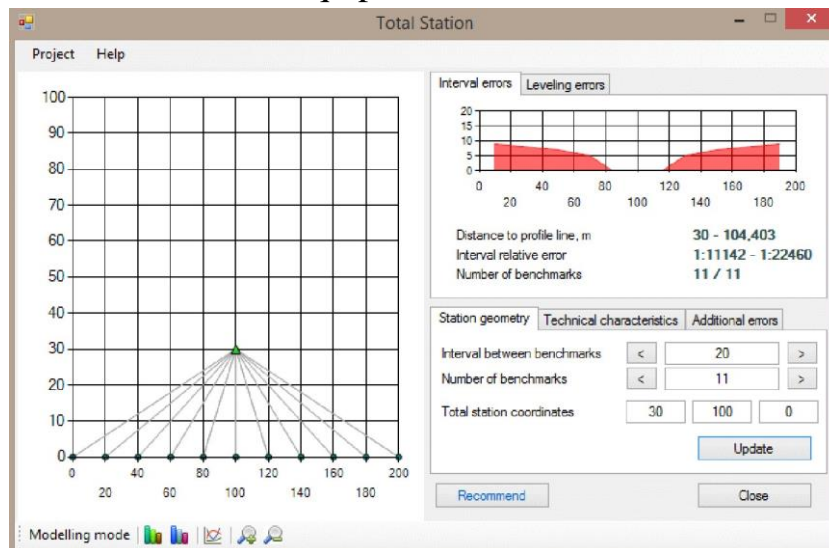 Total Station
Project Help
100
90
80
70
60
50
40
30
20
10
0
0 40 80 120 160 200
20 60 100 140 180
Interval errors Leveling errors
20
15
10
5
0
0 40 80 120 160 200
20 60 100 140 180
Distance to profile line, m 30 - 104,403
Interval relative error 1:11142 - 1:22460
Number of benchmarks 11 / 11
Station geometry Technical characteristics Additional errors
Interval between benchmarks < 20 >
Number of benchmarks < 11 >
Total station coordinates 30 100 0
Update
Recommend Close
Modelling mode